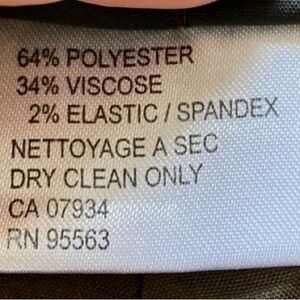 64% POLYESTER
34% VISCOSE
2% ELASTIC / SPANDEX
NETTOYAGE A SEC
DRY CLEAN ONLY
CA 07934
RN 95563